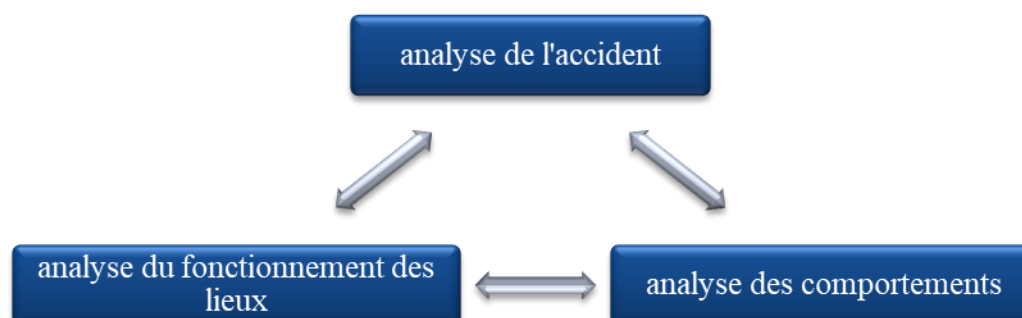 analyse de l'accident
analyse du fonctionnement des
lieux
analyse des comportements